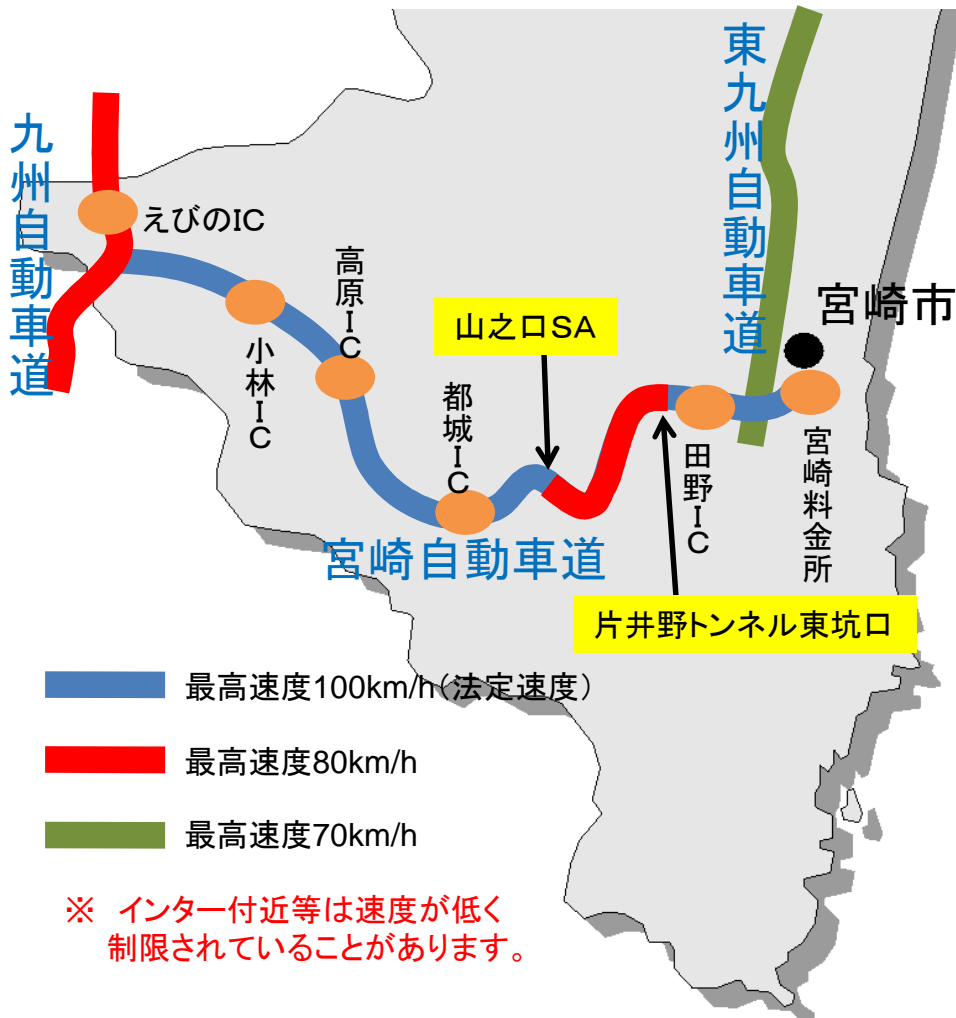 九州自動車道
東九州自動車道
えびのIC
高原IC
宮崎市
山之口SA
小林IC
都城IC
田野IC
宮崎料金所
宮崎自動車道
片井野トンネル東坑口
最高速度100km/h(法定速度)
最高速度80km/h
最高速度70km/h
※ インター付近等は速度が低く
制限されていることがあります。